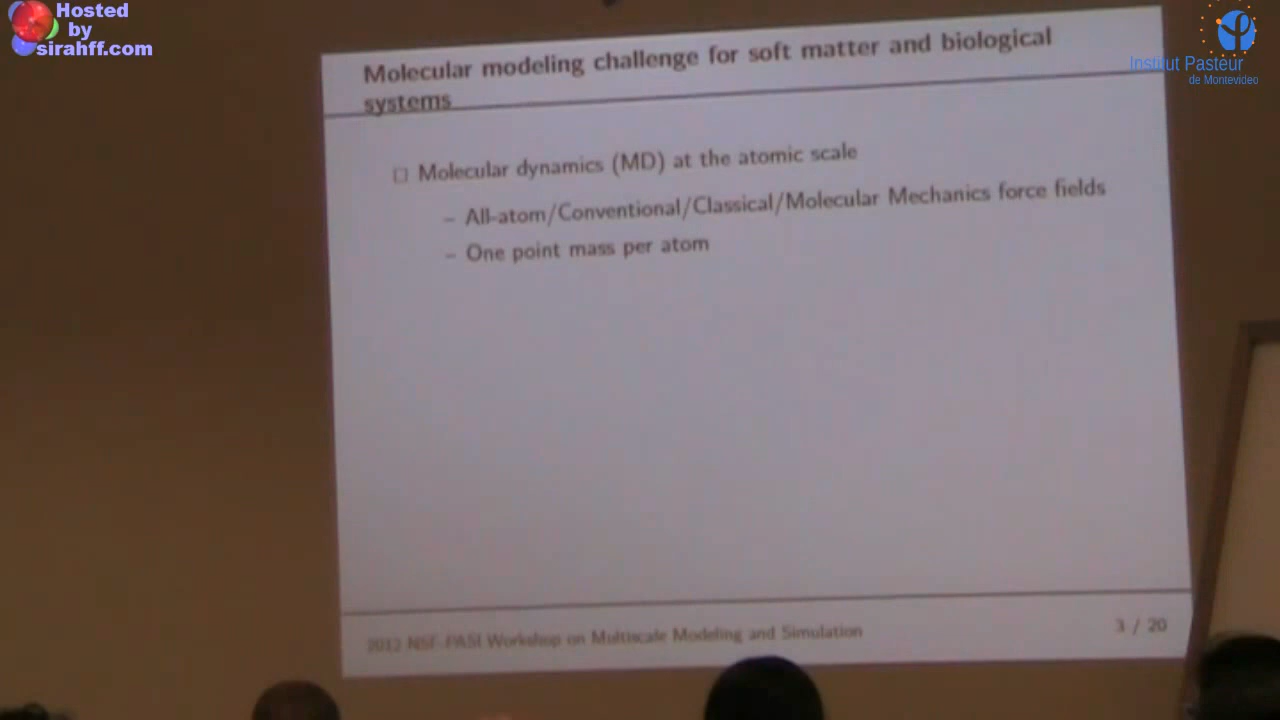 Hosted
by
sirahff.com
Institut Pasteur
de Montevideo
Molecular modeling challenge for soft matter and biological
systems
□ Molecular dynamics (MD) at the atomic scale
– All-atom/Conventional/Classical/Molecular Mechanics force fields
– One point mass per atom
2012 NSF-PASI Workshop on Multiscale Modeling and Simulation
3 / 20